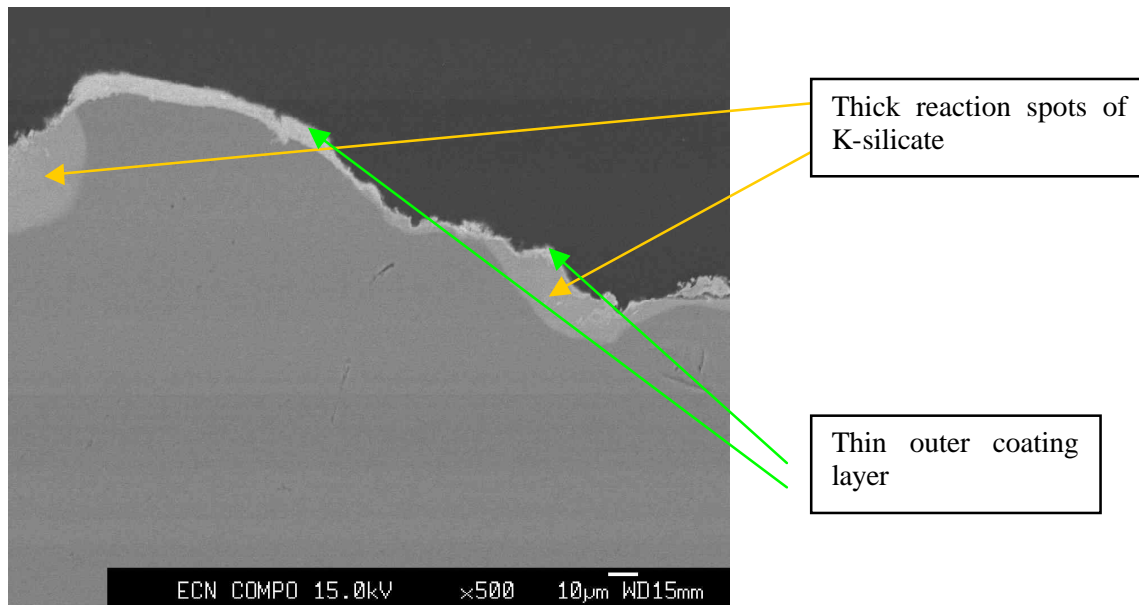 Thick reaction spots of
K-silicate
Thin outer coating
layer
ECN COMPO 15.0kV ×500 10µm WD15mm